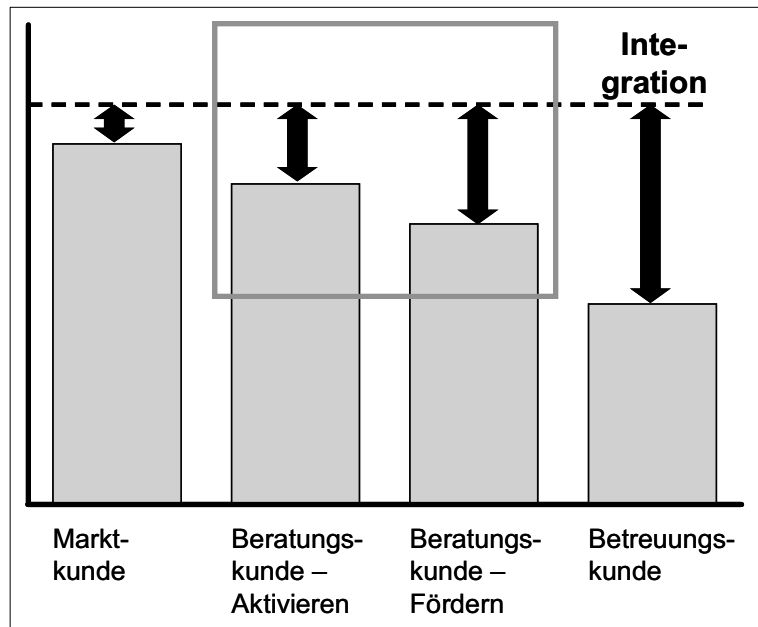 Inte-
gration
Markt-
kunde
Beratungs-
kunde –
Aktivieren
Beratungs-
kunde –
Fördern
Betreuungs-
kunde